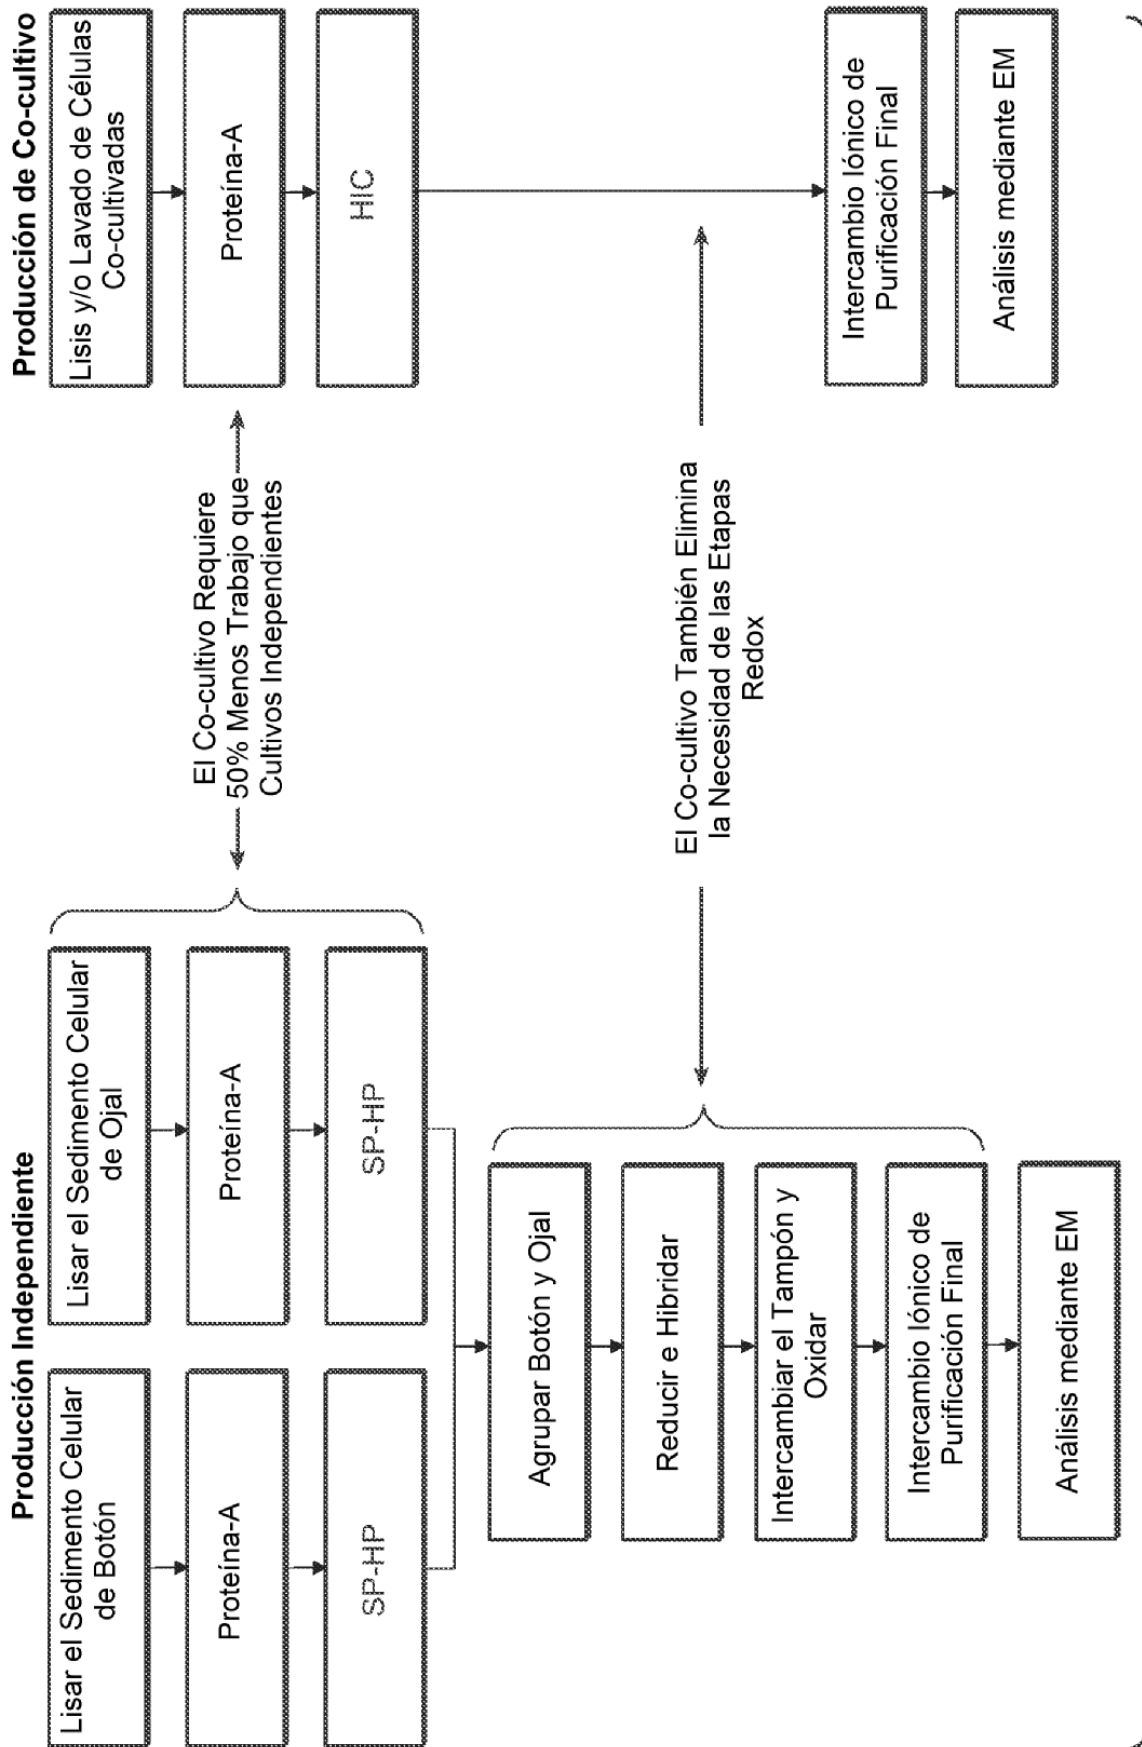 Producción Independiente
Lisar el Sedimento Celular
de Botón
Proteína-A
SP-HP
Lisar el Sedimento Celular
de Ojal
Proteína-A
SP-HP
Agrupar Botón y Ojal
Reducir e Hibridar
Intercambiar el Tampón y
Oxidar
Intercambio Iónico de
Purificación Final
Análisis mediante EM
El Co-cultivo Requiere
50% Menos Trabajo que
Cultivos Independientes
El Co-cultivo También Elimina
la Necesidad de las Etapas
Redox
Producción de Co-cultivo
Lisis y/o Lavado de Células
Co-cultivadas
Proteína-A
HIC
Intercambo Iónico de
Purificación Final
Análisis mediante EM